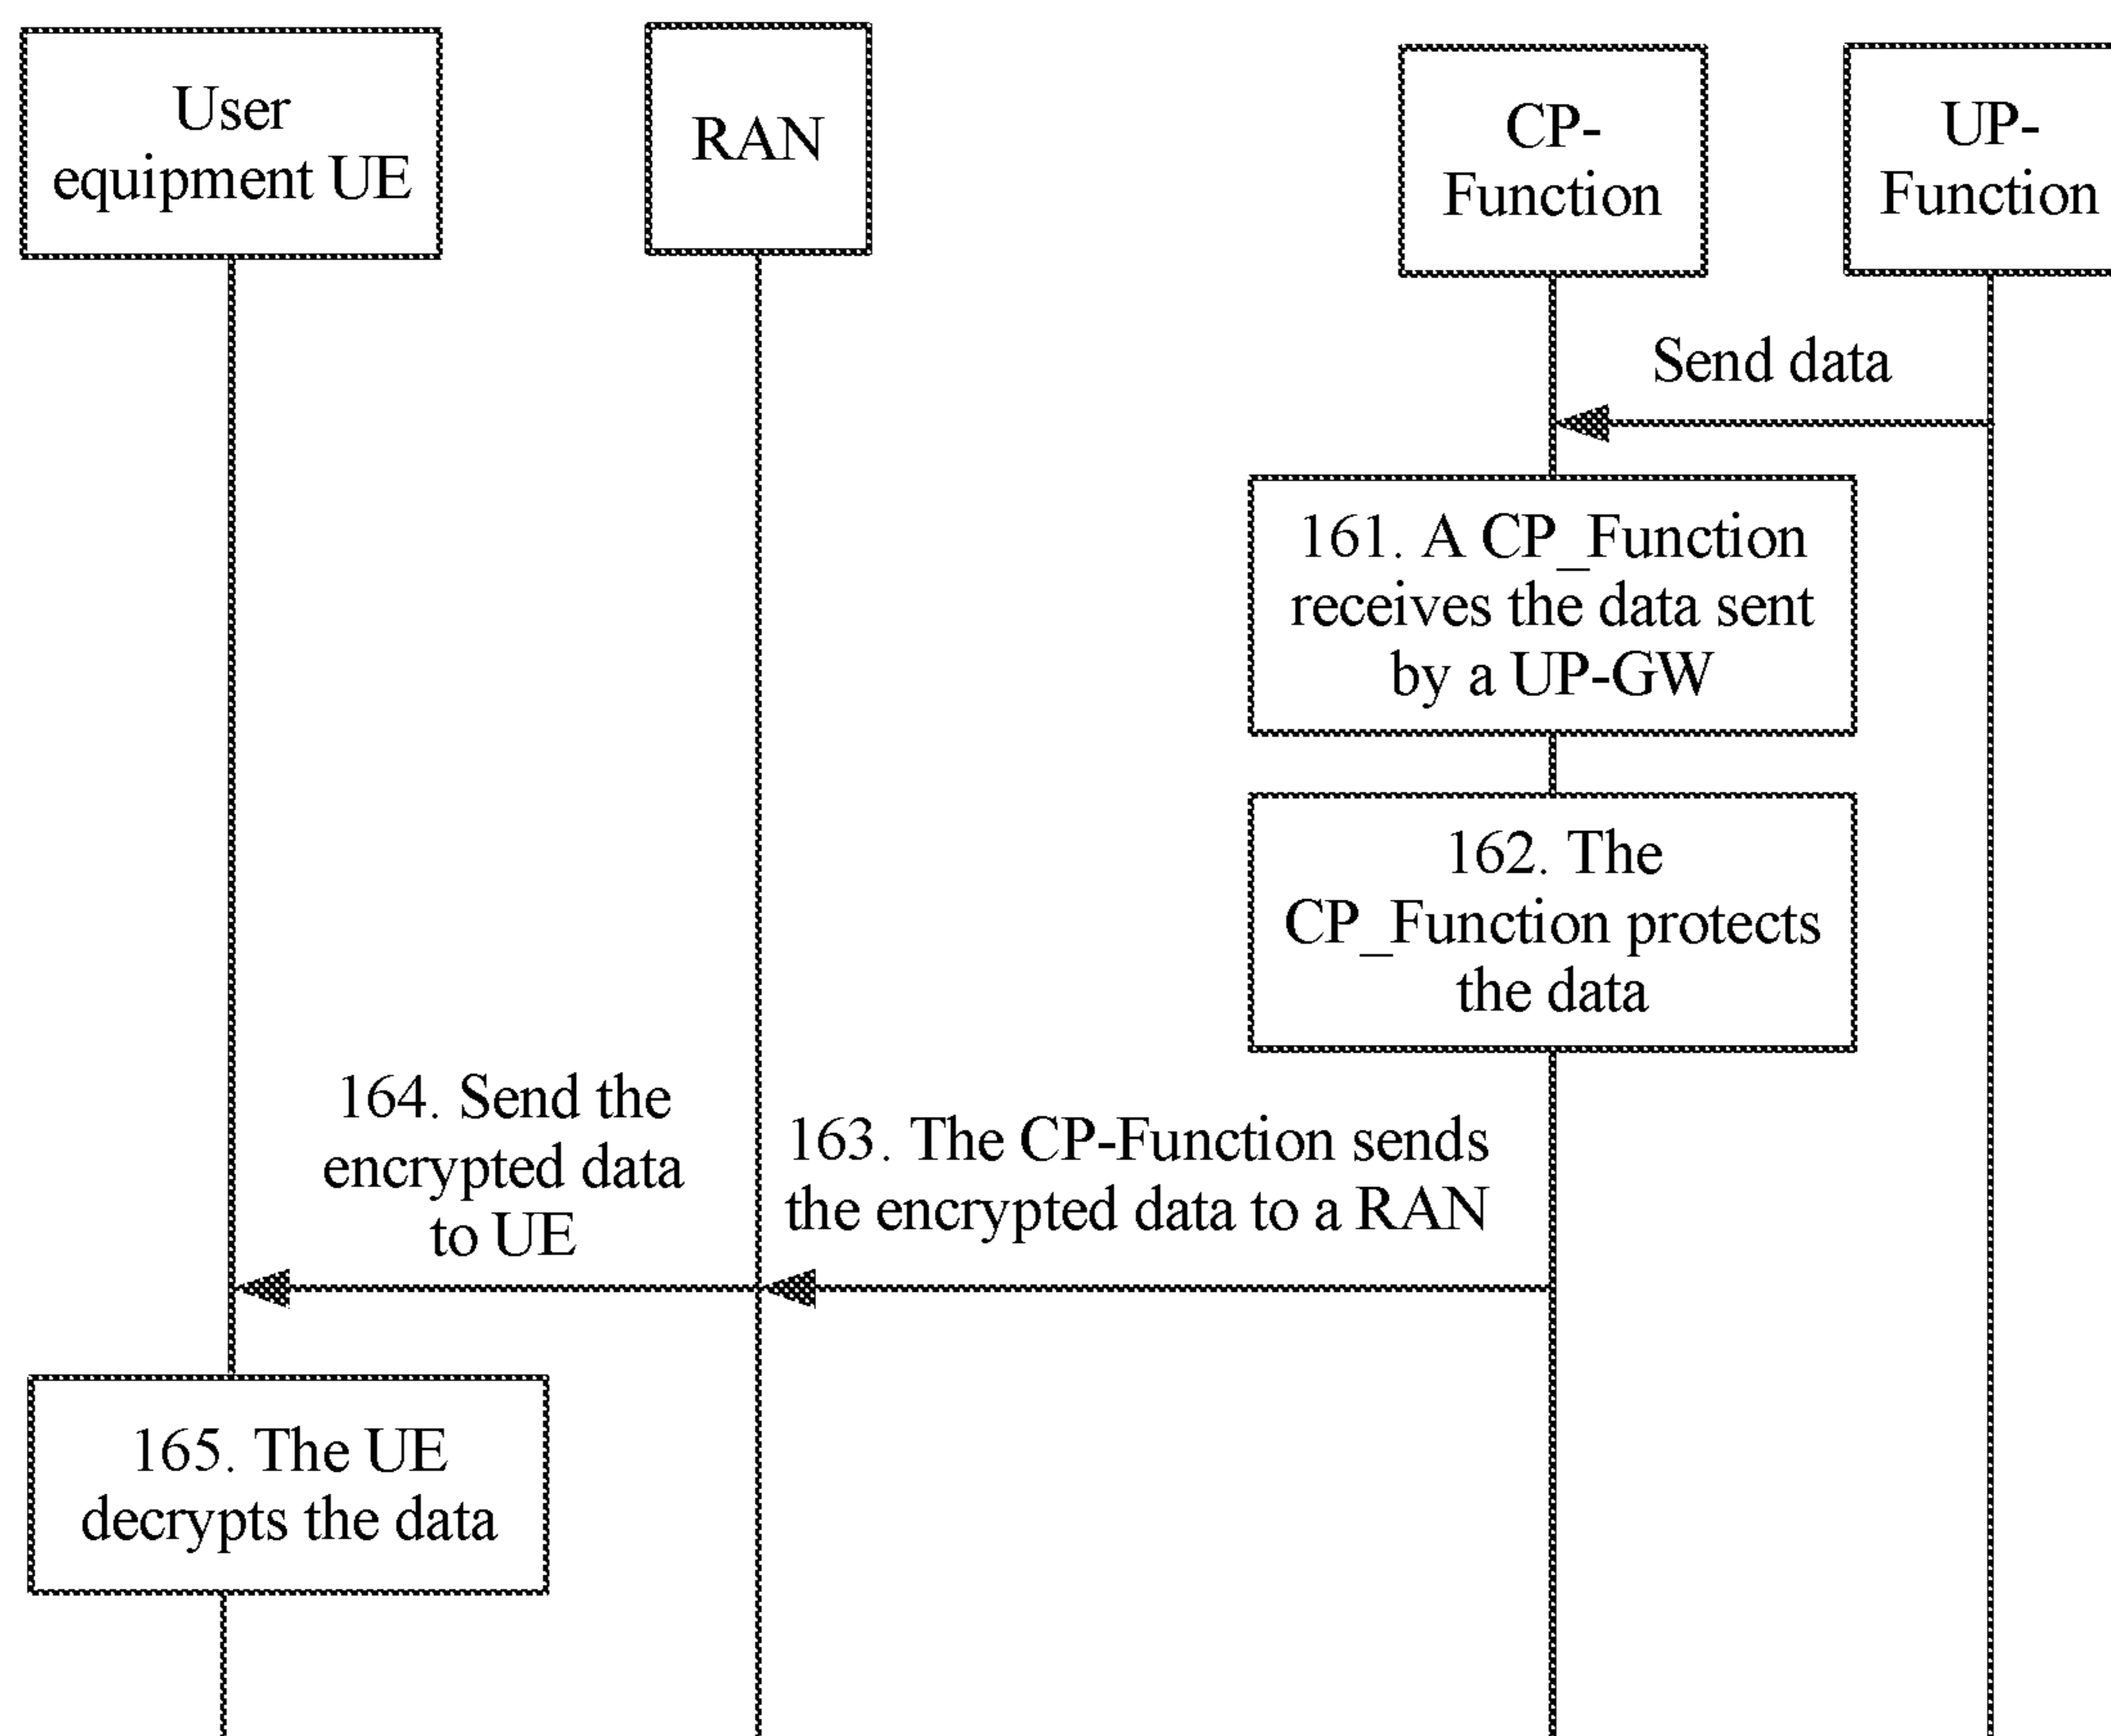 User
equipment UE
RAN
CP-
Function
UP-
Function
Send data
161. A CP_Function
receives the data sent
by a UP-GW
162. The
CP_Function protects
the data
164. Send the
encrypted data
to UE
163. The CP-Function sends
the encrypted data to a RAN
165. The UE
decrypts the data